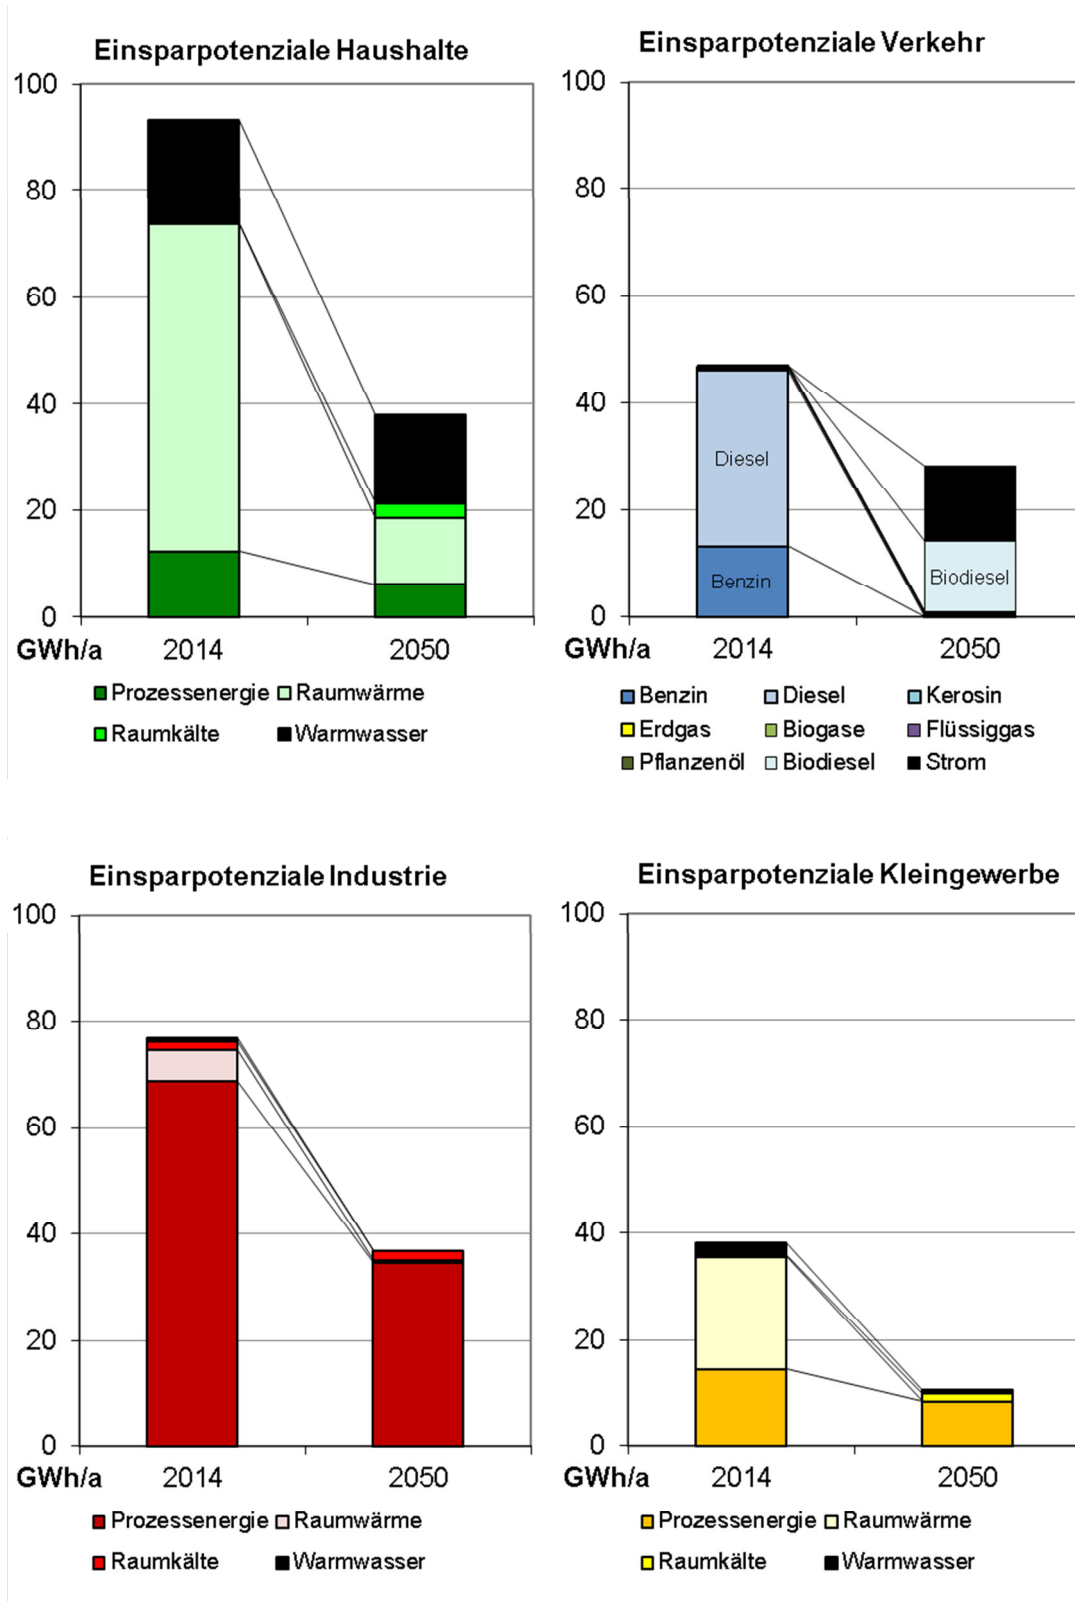 Einsparpotenziale Haushalte
100
80
60
40
20
0
GWh/a 2014 2050
Prozessenergie Raumwärme
Raumkälte Warmwasser
Einsparpotenziale Verkehr
100
80
60
40
20
0
Diesel
Benzin
Biodiesel
GWh/a 2014 2050
Benzin Diesel Kerosin
Erdgas Biogase Flüssiggas
Pflanzenöl Biodiesel Strom
Einsparpotenziale Industrie
100
80
60
40
20
0
GWh/a 2014 2050
Prozessenergie Raumwärme
Raumkälte Warmwasser
Einsparpotenziale Kleingewerbe
100
80
60
40
20
0
GWh/a 2014 2050
Prozessenergie Raumwärme
Raumkälte Warmwasser